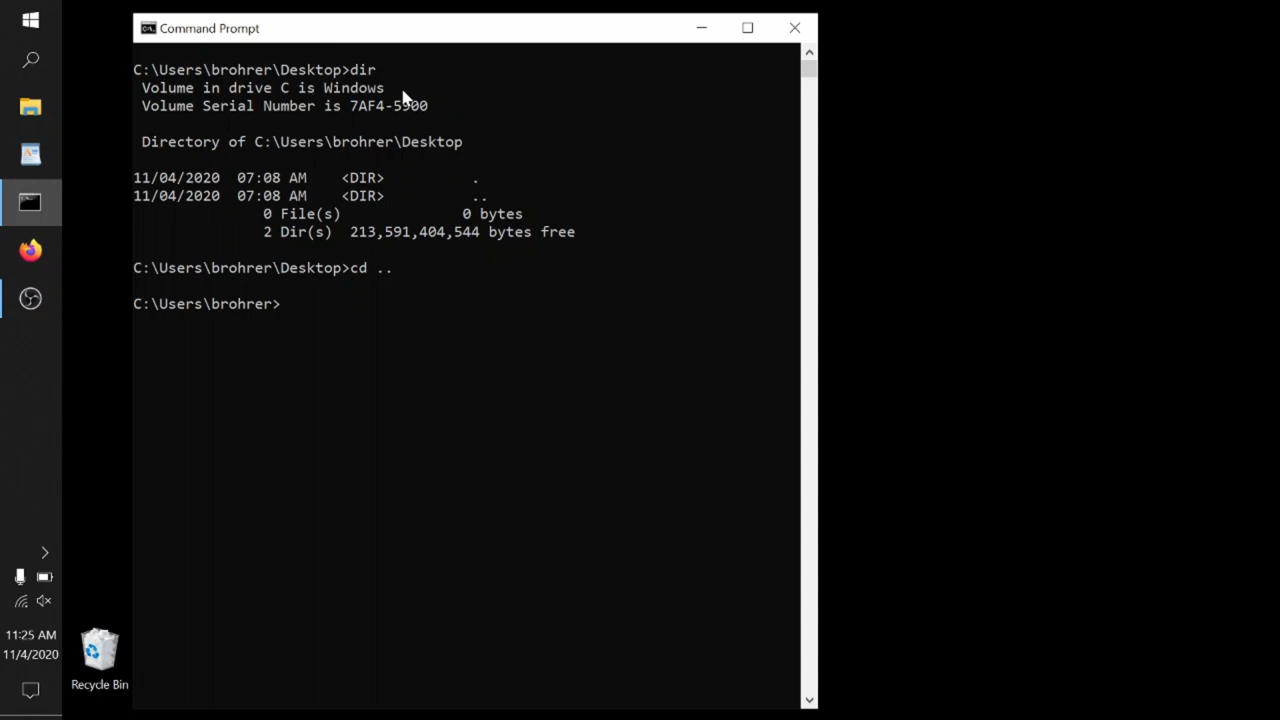 Command Prompt
C:\Users\brohrer\Desktop>dir
Volume in drive C is Windows
Volume Serial Number is 7AF4-5900
Directory of C:\Users\brohrer\Desktop
11/04/2020  07:08 AM    <DIR>          .
11/04/2020  07:08 AM    <DIR>          ..
0 File(s)              0 bytes
2 Dir(s)  213,591,404,544 bytes free
C:\Users\brohrer\Desktop>cd ..
C:\Users\brohrer>
11:25 AM
11/4/2020
Recycle Bin